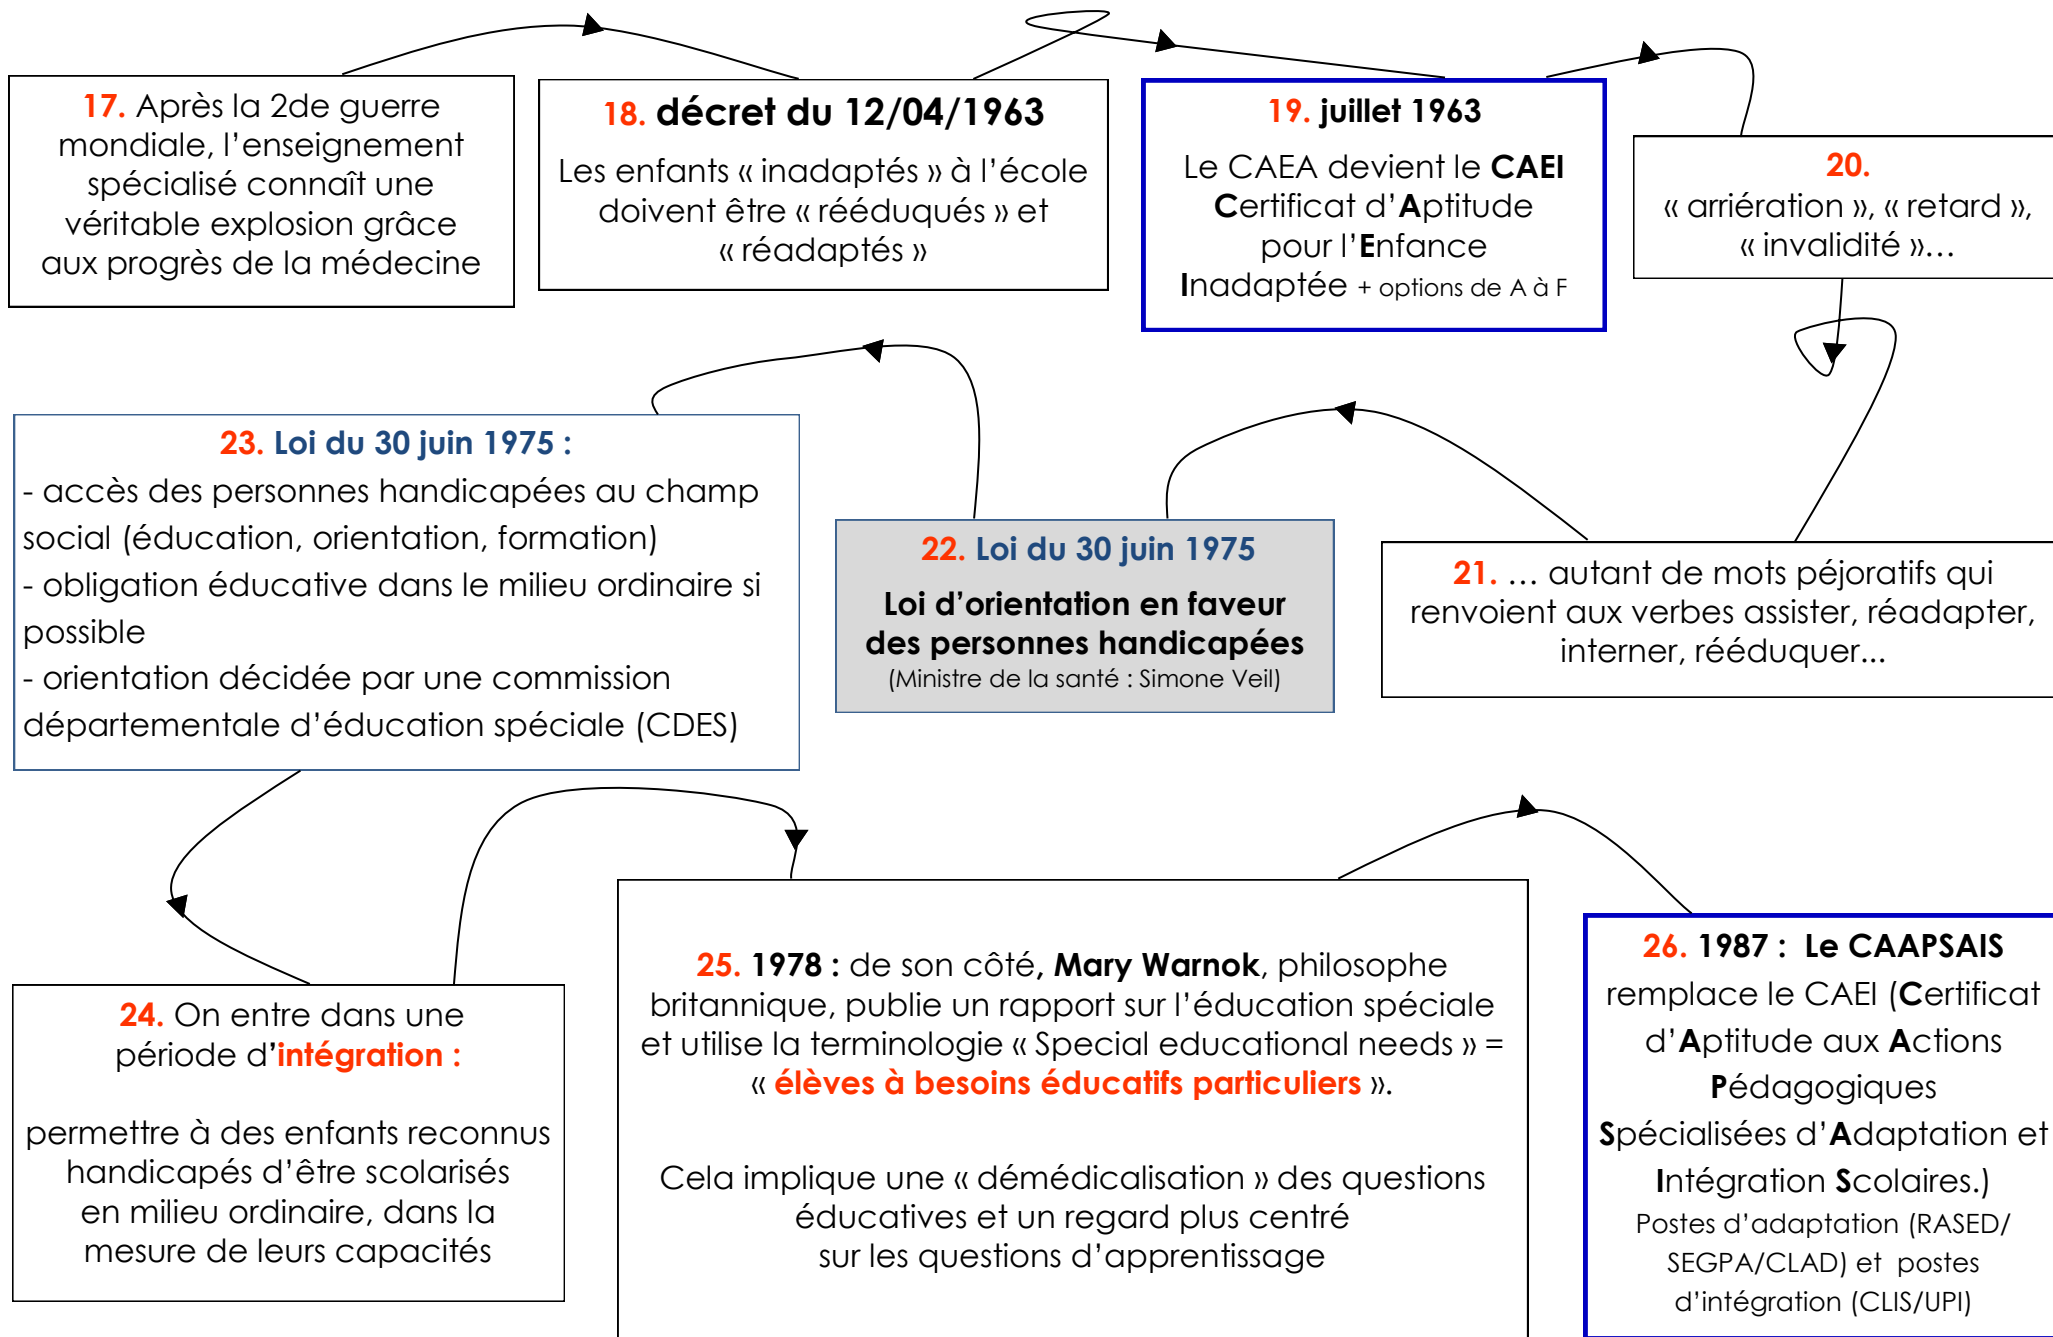 17. Après la 2de guerre
mondiale, l’enseignement
spécialisé connaît une
véritable explosion grâce
aux progrès de la médecine
18. décret du 12/04/1963
Les enfants « inadaptés » à l’école
doivent être « rééduqués » et
« réadaptés »
19. juillet 1963
Le CAEA devient le CAEI
Certificat d’Aptitude
pour l’Enfance
Inadaptée + options de A à F
20.
« arriération », « retard »,
« invalidité »…
21. … autant de mots péjoratifs qui
renvoient aux verbes assister, réadapter,
interner, rééduquer...
22. Loi du 30 juin 1975
Loi d’orientation en faveur
des personnes handicapées
(Ministre de la santé : Simone Veil)
23. Loi du 30 juin 1975 :
- accès des personnes handicapées au champ
social (éducation, orientation, formation)
- obligation éducative dans le milieu ordinaire si
possible
- orientation décidée par une commission
départementale d’éducation spéciale (CDES)
24. On entre dans une
période d’intégration :
permettre à des enfants reconnus
handicapés d’être scolarisés
en milieu ordinaire, dans la
mesure de leurs capacités
25. 1978 : de son côté, Mary Warnok, philosophe
britannique, publie un rapport sur l’éducation spéciale
et utilise la terminologie « Special educational needs » =
« élèves à besoins éducatifs particuliers ».
Cela implique une « démédicalisation » des questions
éducatives et un regard plus centré
sur les questions d’apprentissage
26. 1987 : Le CAAPSAIS
remplace le CAEI (Certificat
d’Aptitude aux Actions
Pédagogiques
Spécialisées d’Adaptation et
Intégration Scolaires.)
Postes d’adaptation (RASED/
SEGPA/CLAD) et postes
d’intégration (CLIS/UPI)